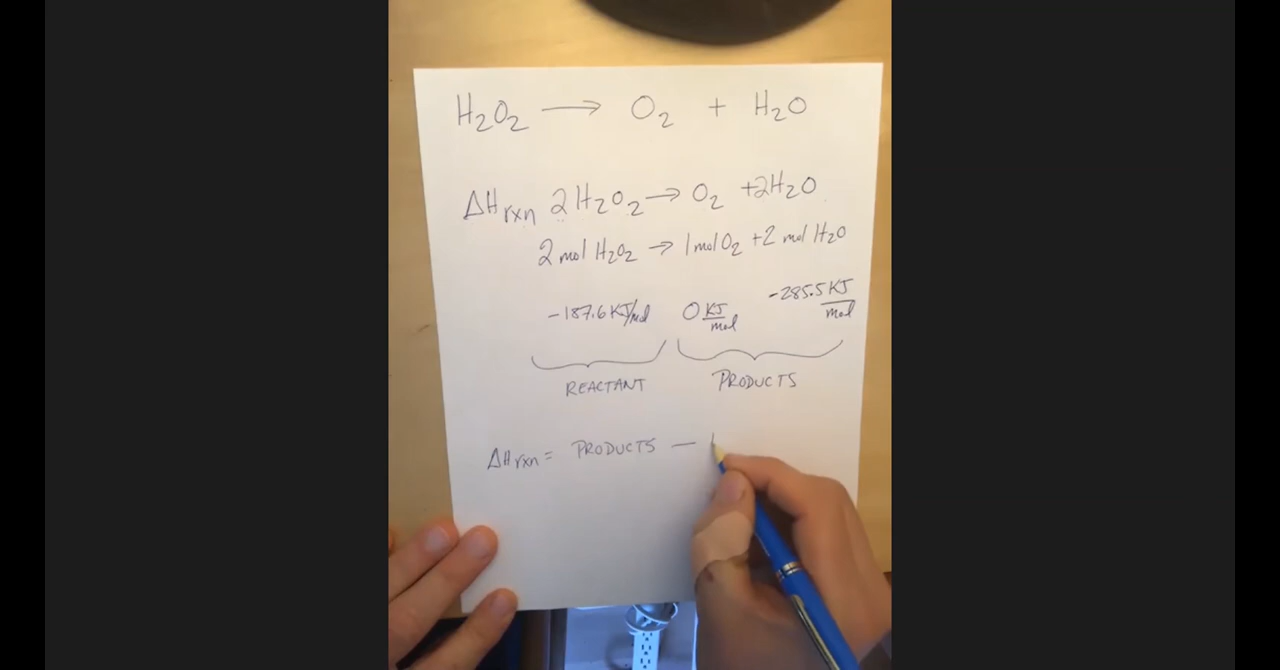 H₂O₂ ⟶ O₂ + H₂O
ΔHrxn 2H₂O₂ → O₂ + 2H₂O
2 mol H₂O₂ → 1 mol O₂ + 2 mol H₂O
-187.6 KJ/mol 0 KJ/mol -285.5 KJ/mol
REACTANT PRODUCTS
ΔHrxn = PRODUCTS —